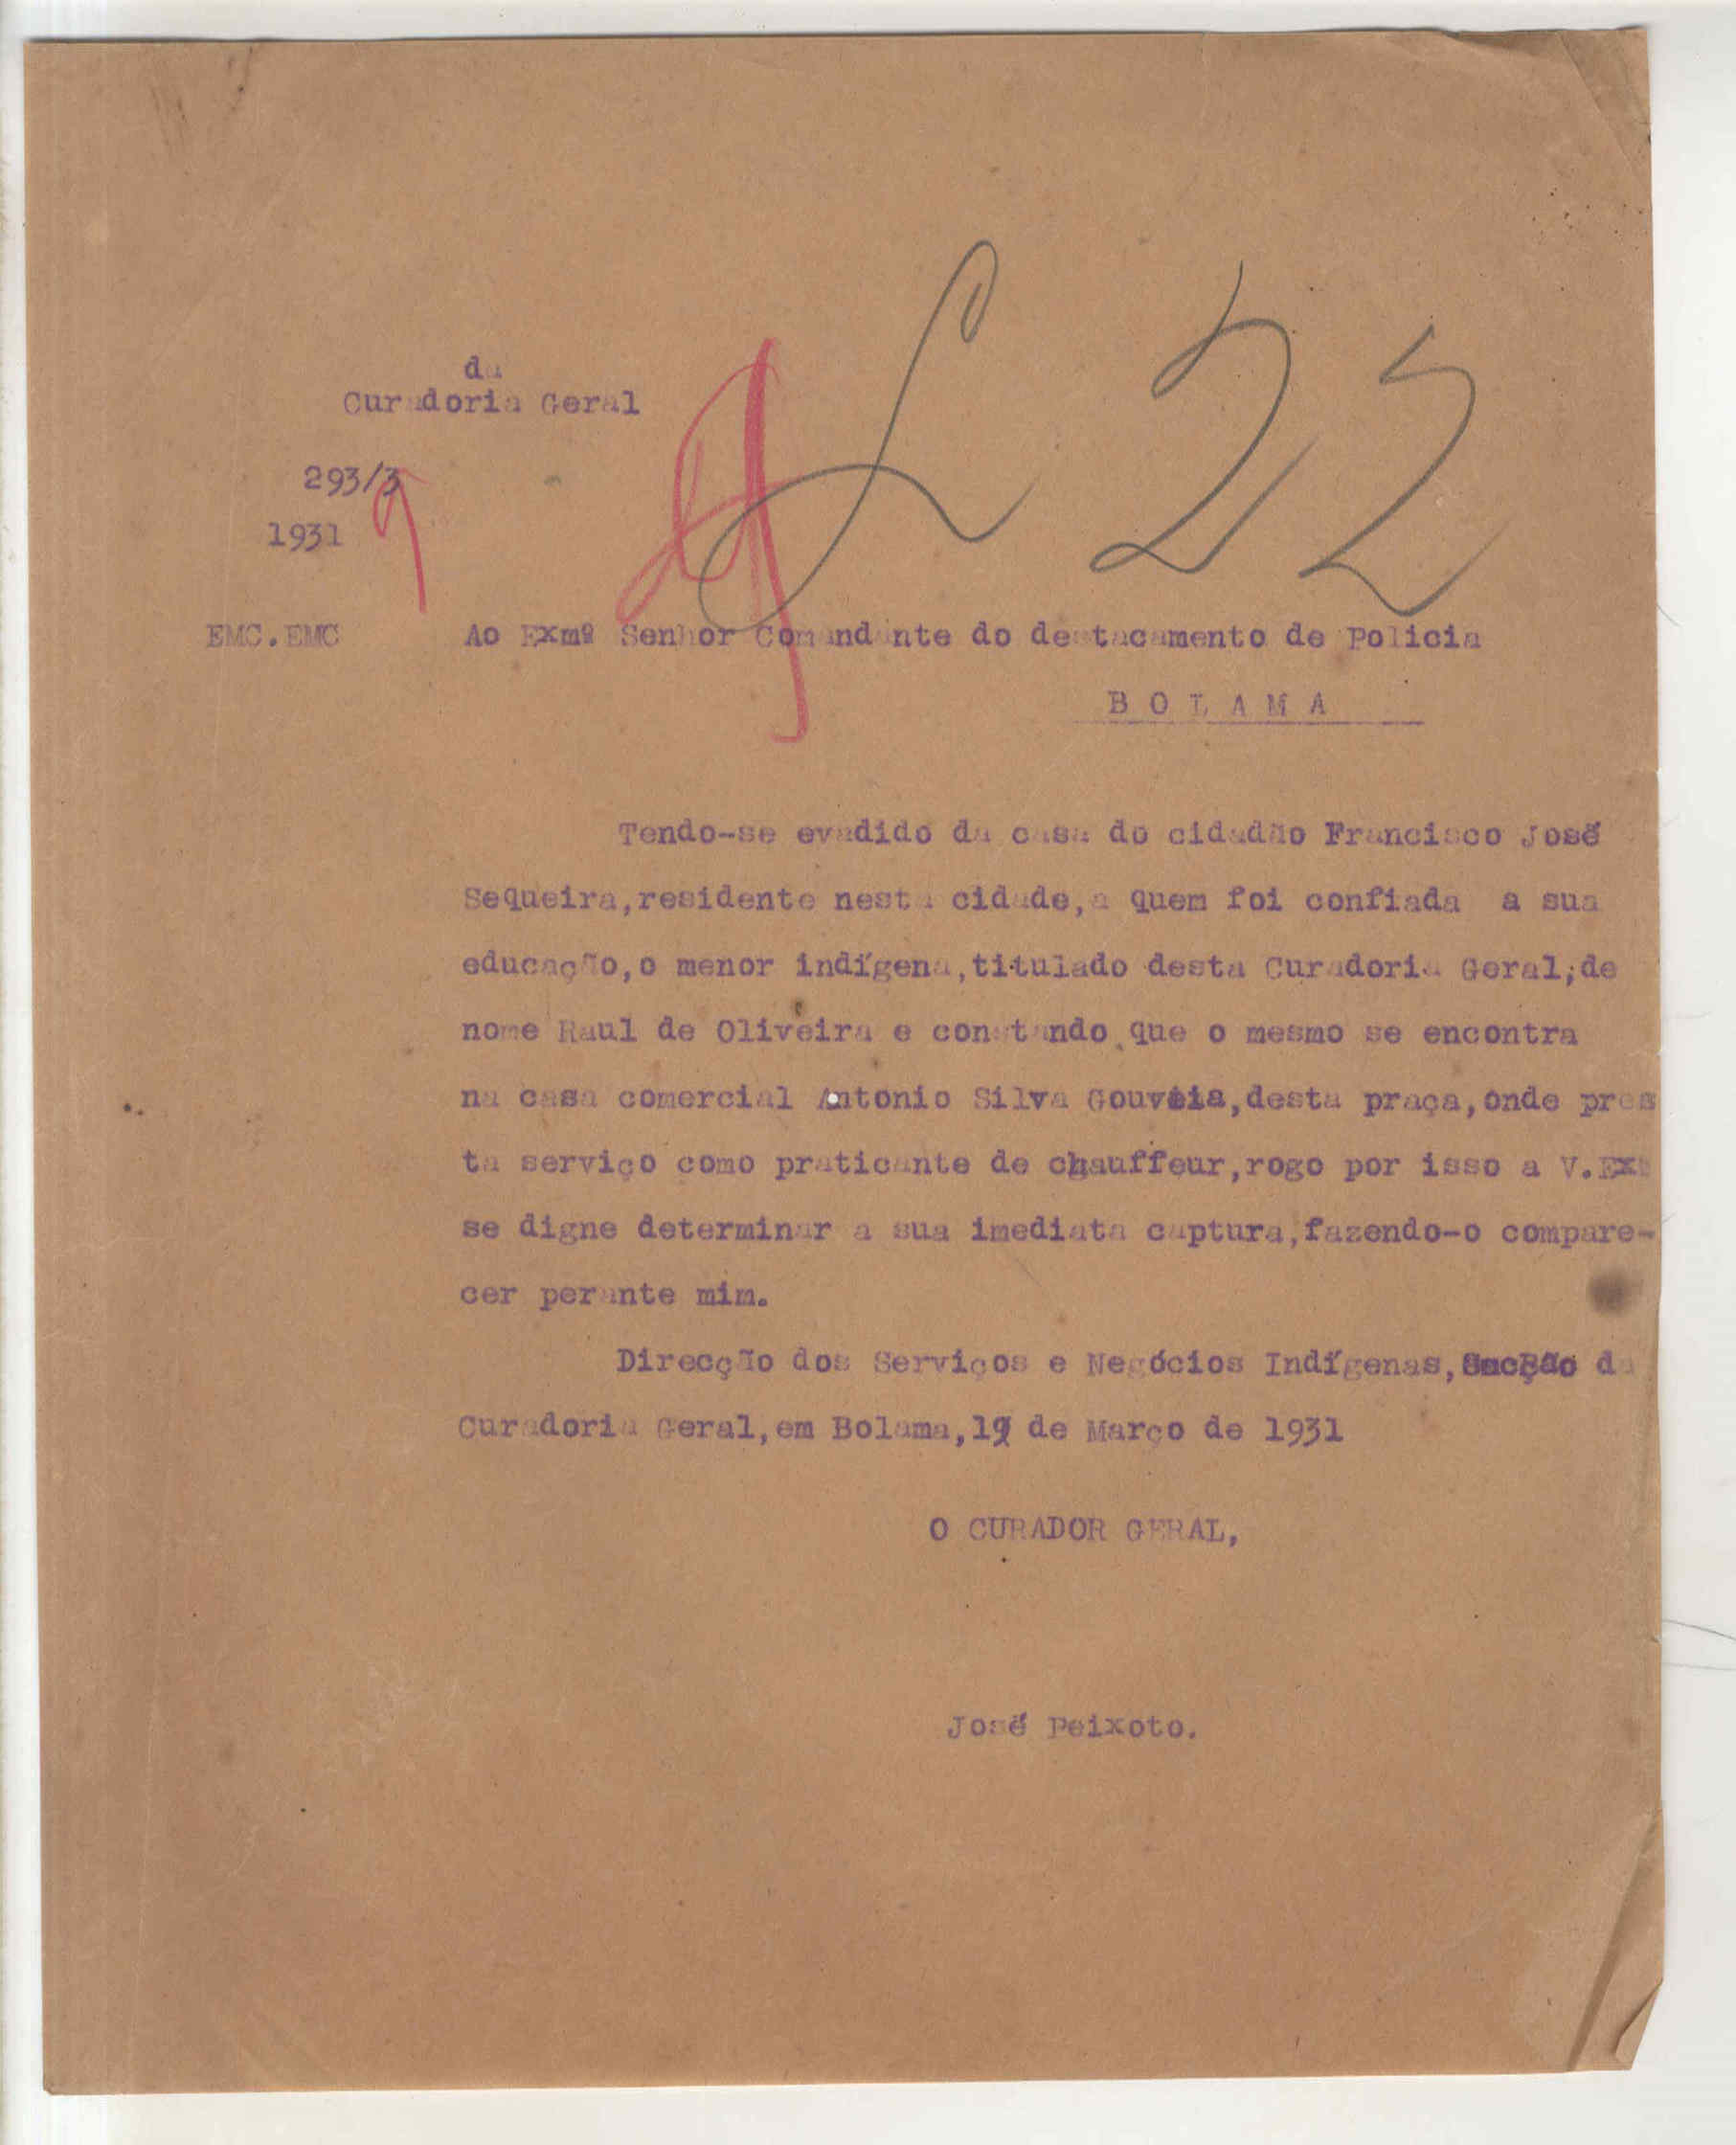 L 22
da
Curadoria Geral
293/3
1931
EMC.EMC Ao Exmº Senhor Comandante do destacamento de Policia
BOLAMA
Tendo-se evadido da casa do cidadão Francisco José
Sequeira,residente nesta cidade,a quem foi confiada a sua
educação,o menor indígena,titulado desta Curadoria Geral,de
nome Raul de Oliveira e constando que o mesmo se encontra
na casa comercial Antonio Silva Gouveia,desta praça,onde pres
ta serviço como praticante de chauffeur,rogo por isso a V.Exª
se digne determinar a sua imediata captura,fazendo-o compare-
cer perante mim.
Direcção dos Serviços e Negócios Indígenas,Secção da
Curadoria Geral,em Bolama,19 de Março de 1931
O CURADOR GERAL,
José Peixoto.